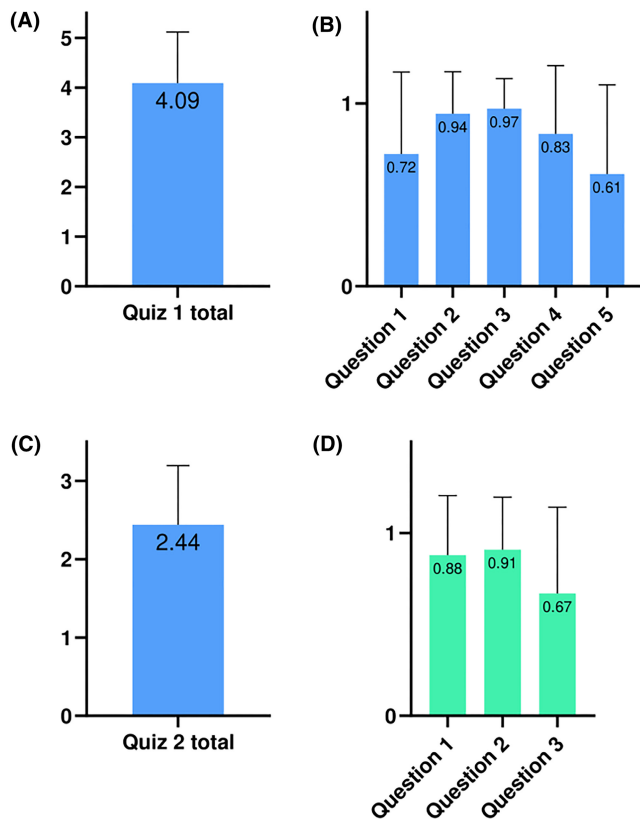 (A)
5
4
3
2
1
0
4.09
Quiz 1 total
(B)
1
0
0.72
0.94
0.97
0.83
0.61
Question 1
Question 2
Question 3
Question 4
Question 5
(C)
3
2
1
0
2.44
Quiz 2 total
(D)
1
0
0.88
0.91
0.67
Question 1
Question 2
Question 3